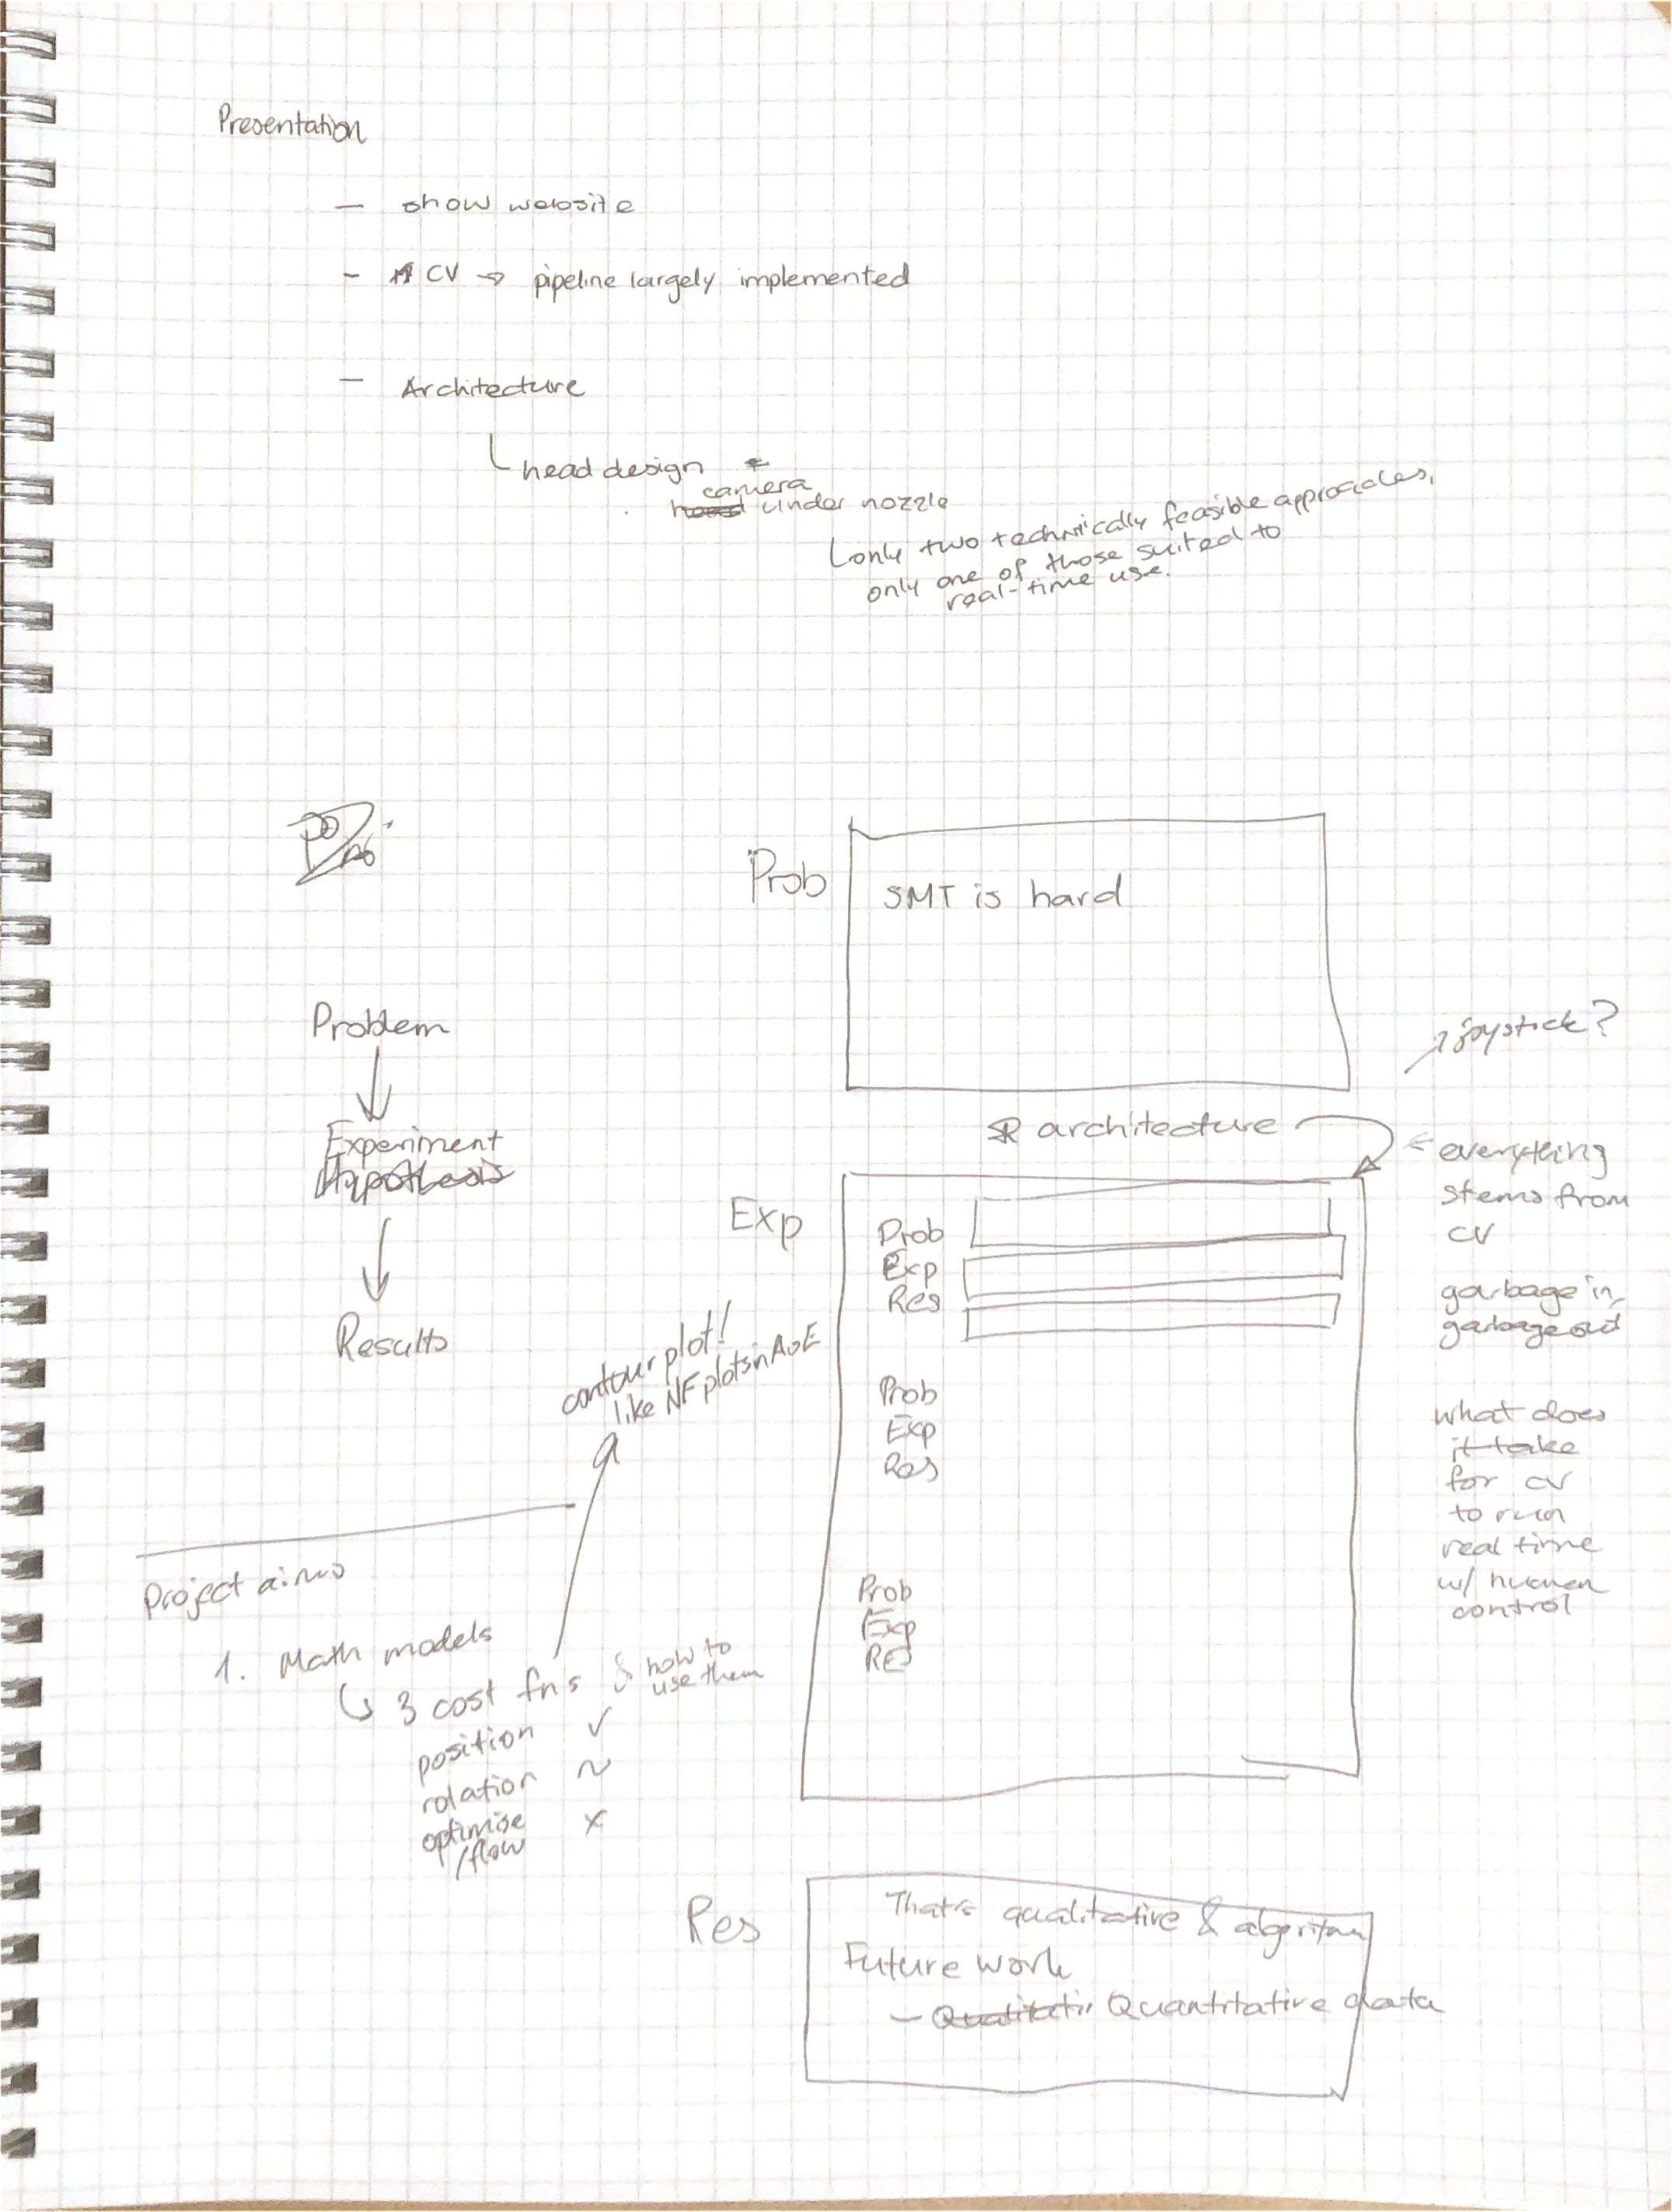 Presentation
— show website
- CV → pipeline largely implemented
- Architecture
head design
camera
under nozzle
only two technically feasible approaches,
only one of those suited to
real-time use.
Prob
SMT is hard
Problem
Experiment
Hypothesis
Results
joystick?
architecture
← everything
stems from
CV
garbage in,
garbage out
what does
it take
for CV
to run
real time
w/ human
control
Exp
Prob
Exp
Res
Prob
Exp
Res
Prob
Exp
RES
contour plot!
like NF plots in AoE
Project aims
1. Math models
↳ 3 cost fns & how to
use them
position ✓
rotation ~
optimise x
/flow
Res
That's qualitative & algoritm
Future work
- Qualitati Quantitative data